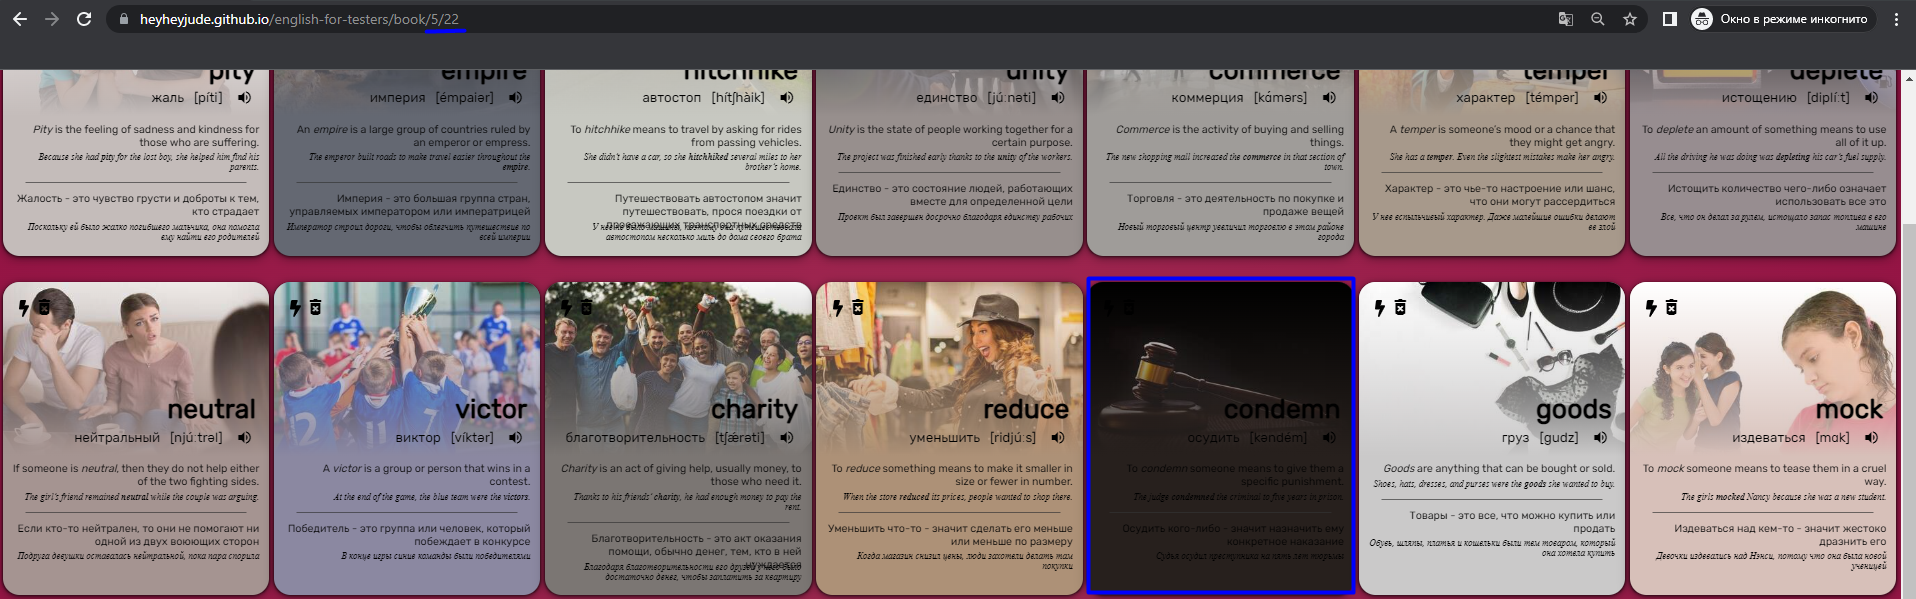 heyheyjude.github.io/english-for-testers/book/5/22
Окно в режиме инкогнито
pity
жаль [píti]
Pity is the feeling of sadness and kindness for
those who are suffering.
Because she had pity for the lost boy, she helped him find his
parents.
Жалость - это чувство грусти и доброты к тем,
кто страдает
Поскольку ей было жалко погибшего мальчика, она помогла
ему найти его родителей
empire
империя [émpaiər]
An empire is a large group of countries ruled by
an emperor or empress.
The emperor built roads to make travel easier throughout the
empire.
Империя - это большая группа стран,
управляемых императором или императрицей
Император строил дороги, чтобы облегчить путешествие по
всей империи
hitchhike
автостоп [hítʃhàik]
To hitchhike means to travel by asking for rides
from passing vehicles.
She didn't have a car, so she hitchhiked several miles to her
brother's home.
Путешествовать автостопом значит
путешествовать, прося поездки от
проезжающих транспортных средств
У нее не было машины, поэтому она путешествовала
автостопом несколько миль до дома своего брата
unity
единство [júːnəti]
Unity is the state of people working together for a
certain purpose.
The project was finished early thanks to the unity of the workers.
Единство - это состояние людей, работающих
вместе для определенной цели
Проект был завершен досрочно благодаря единству рабочих
commerce
коммерция [kɑ́mərs]
Commerce is the activity of buying and selling
things.
The new shopping mall increased the commerce in that section of
town.
Торговля - это деятельность по покупке и
продаже вещей
Новый торговый центр увеличил торговлю в этом районе
города
temper
характер [témpər]
A temper is someone's mood or a chance that
they might get angry.
She has a temper. Even the slightest mistakes make her angry.
Характер - это чье-то настроение или шанс,
что они могут рассердиться
У нее вспыльчивый характер. Даже малейшие ошибки делают
ее злой
deplete
истощению [diplíːt]
To deplete an amount of something means to use
all of it up.
All the driving he was doing was depleting his car's fuel supply.
Истощить количество чего-либо означает
использовать все это
Все, что он делал за рулем, истощало запас топлива в его
машине
neutral
нейтральный [njúːtrəl]
If someone is neutral, then they do not help either
of the two fighting sides.
The girl's friend remained neutral while the couple was arguing.
Если кто-то нейтрален, то они не помогают ни
одной из двух воюющих сторон
Подруга девушки оставалась нейтральной, пока пара спорила
victor
виктор [víktər]
A victor is a group or person that wins in a
contest.
At the end of the game, the blue team were the victors.
Победитель - это группа или человек, который
побеждает в конкурсе
В конце игры синие команды были победителями
charity
благотворительность [tʃǽrəti]
Charity is an act of giving help, usually money, to
those who need it.
Thanks to his friends' charity, he had enough money to pay the
rent.
Благотворительность - это акт оказания
помощи, обычно денег, тем, кто в ней
нуждается
Благодаря благотворительности его друзей у него было
достаточно денег, чтобы заплатить за квартиру
reduce
уменьшить [ridjúːs]
To reduce something means to make it smaller in
size or fewer in number.
When the store reduced its prices, people wanted to shop there.
Уменьшить что-то - значит сделать его меньше
или меньше по размеру
Когда магазин снизил цены, люди захотели делать там
покупки
condemn
осудить [kəndém]
To condemn someone means to give them a
specific punishment.
The judge condemned the criminal to five years in prison.
Осудить кого-либо - значит назначить ему
конкретное наказание
Судья осудил преступника на пять лет тюрьмы
goods
груз [gudz]
Goods are anything that can be bought or sold.
Shoes, hats, dresses, and purses were the goods she wanted to buy.
Товары - это все, что можно купить или
продать
Обувь, шляпы, платья и кошельки были тем товаром, который
она хотела купить
mock
издеваться [mɑk]
To mock someone means to tease them in a cruel
way.
The girls mocked Nancy because she was a new student.
Издеваться над кем-то - значит жестоко
дразнить его
Девочки издевались над Нэнси, потому что она была новой
ученицей